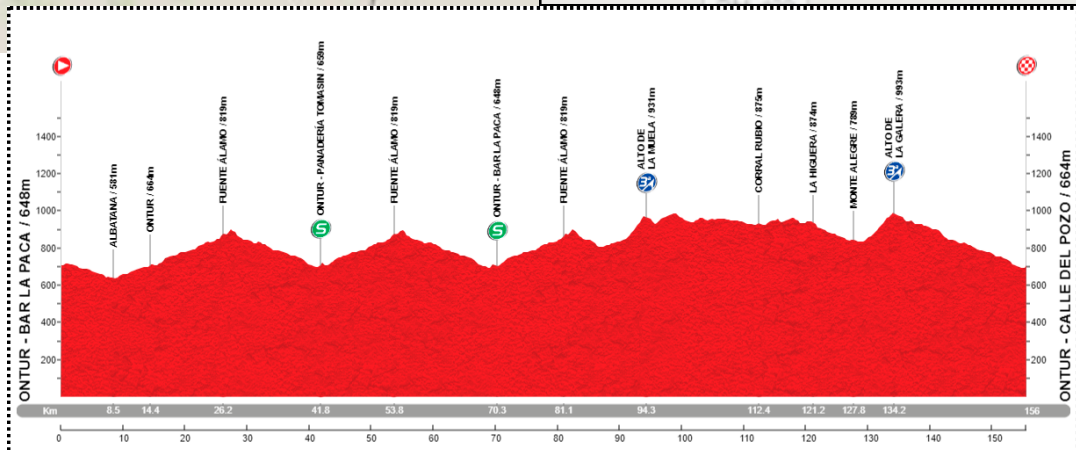 ONTUR - BAR LA PACA / 648m
ALBATANA / 581m
ONTUR / 664m
FUENTE ÁLAMO / 819m
ONTUR - PANADERÍA TOMASIN / 659m
FUENTE ÁLAMO / 819m
ONTUR - BAR LA PACA / 648m
FUENTE ÁLAMO / 819m
ALTO DE
LA MUELA / 931m
CORRAL RUBIO / 875m
LA HIGUERA / 874m
MONTE ALEGRE / 789m
ALTO DE
LA GALERA / 993m
ONTUR - CALLE DEL POZO / 664m
S
S
3
3
1400
1200
1000
800
600
400
200
1400
1200
1000
800
600
400
200
Km 8.5 14.4 26.2 41.8 53.8 70.3 81.1 94.3 112.4 121.2 127.8 134.2 156
0 10 20 30 40 50 60 70 80 90 100 110 120 130 140 150